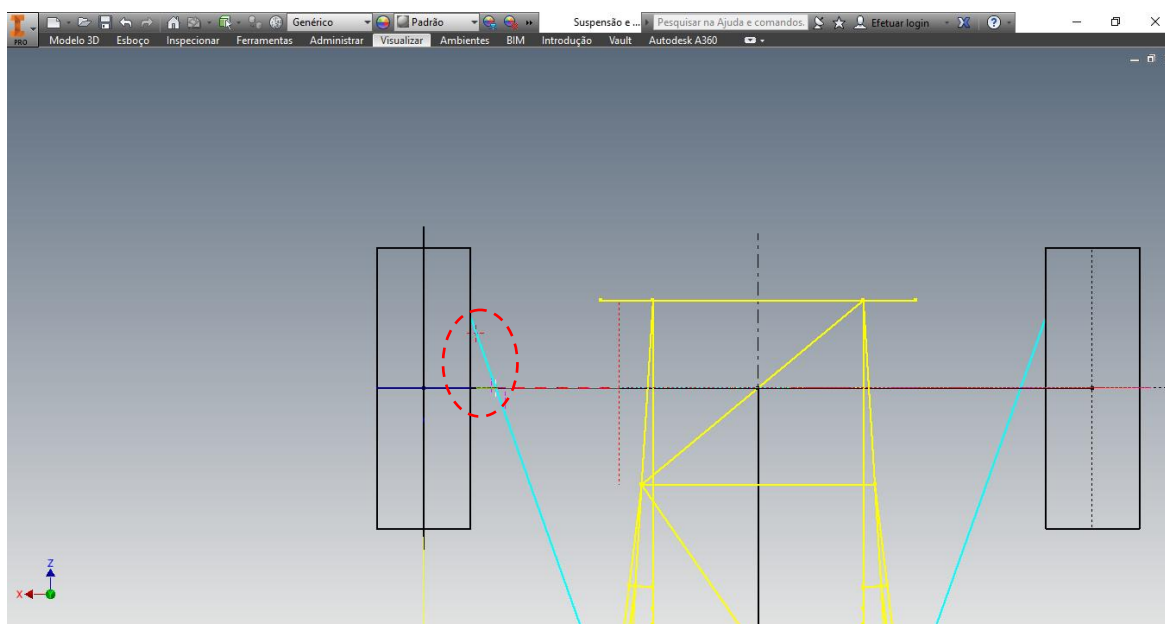 Genérico Padrão Suspensão e ... Pesquisar na Ajuda e comandos. Efetuar login
PRO Modelo 3D Esboço Inspecionar Ferramentas Administrar Visualizar Ambientes BIM Introdução Vault Autodesk A360
Z
X